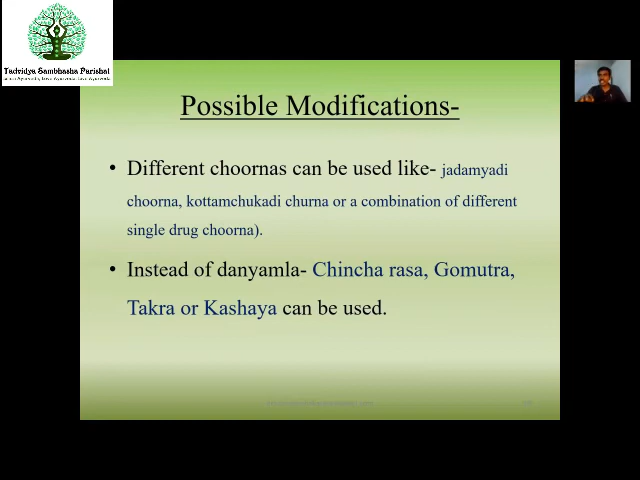 Tadvidya Sambhasha Parishat
Possible Modifications-
• Different choornas can be used like- jadamyadi
choorna, kottamchukadi churna or a combination of different
single drug choorna).
• Instead of danyamla- Chincha rasa, Gomutra,
Takra or Kashaya can be used.